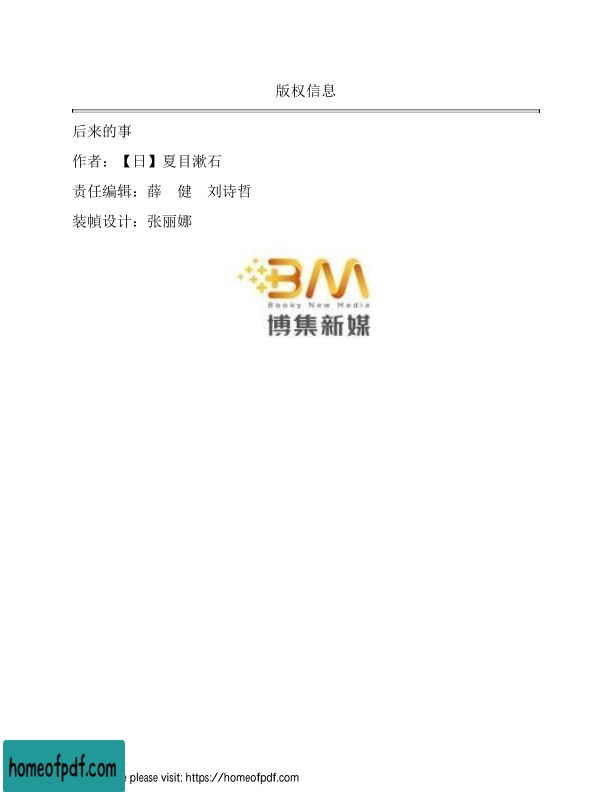 版权信息
后来的事
作者：【日】夏目漱石
责任编辑：薛　健　刘诗哲
装帧设计：张丽娜
BM
Booky New Media
博集新媒
homeofpdf.com
please visit: https://homeofpdf.com